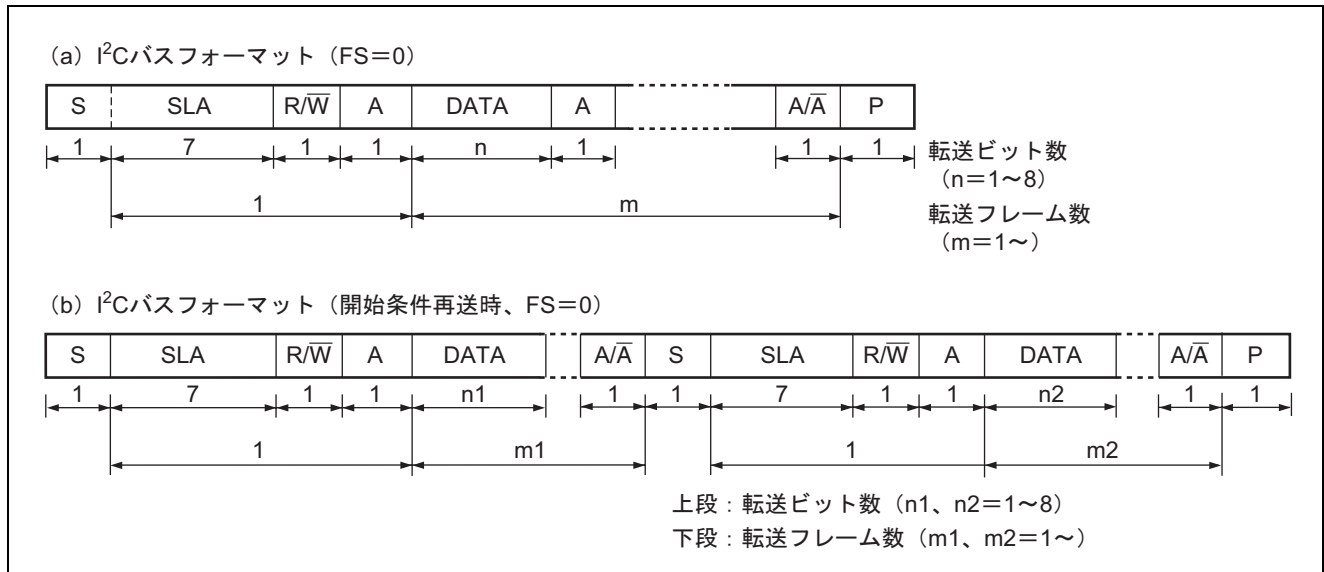 (a) I²Cバスフォーマット(FS=0)
S SLA R/W̅ A DATA A A/A̅ P
1 7 1 1 n 1 1 1
転送ビット数
(n=1~8)
1 m
転送フレーム数
(m=1~)
(b) I²Cバスフォーマット(開始条件再送時、FS=0)
S SLA R/W̅ A DATA A/A̅ S SLA R/W̅ A DATA A/A̅ P
1 7 1 1 n1 1 1 7 1 1 n2 1 1
1 m1 1 m2
上段:転送ビット数(n1、n2=1~8)
下段:転送フレーム数(m1、m2=1~)